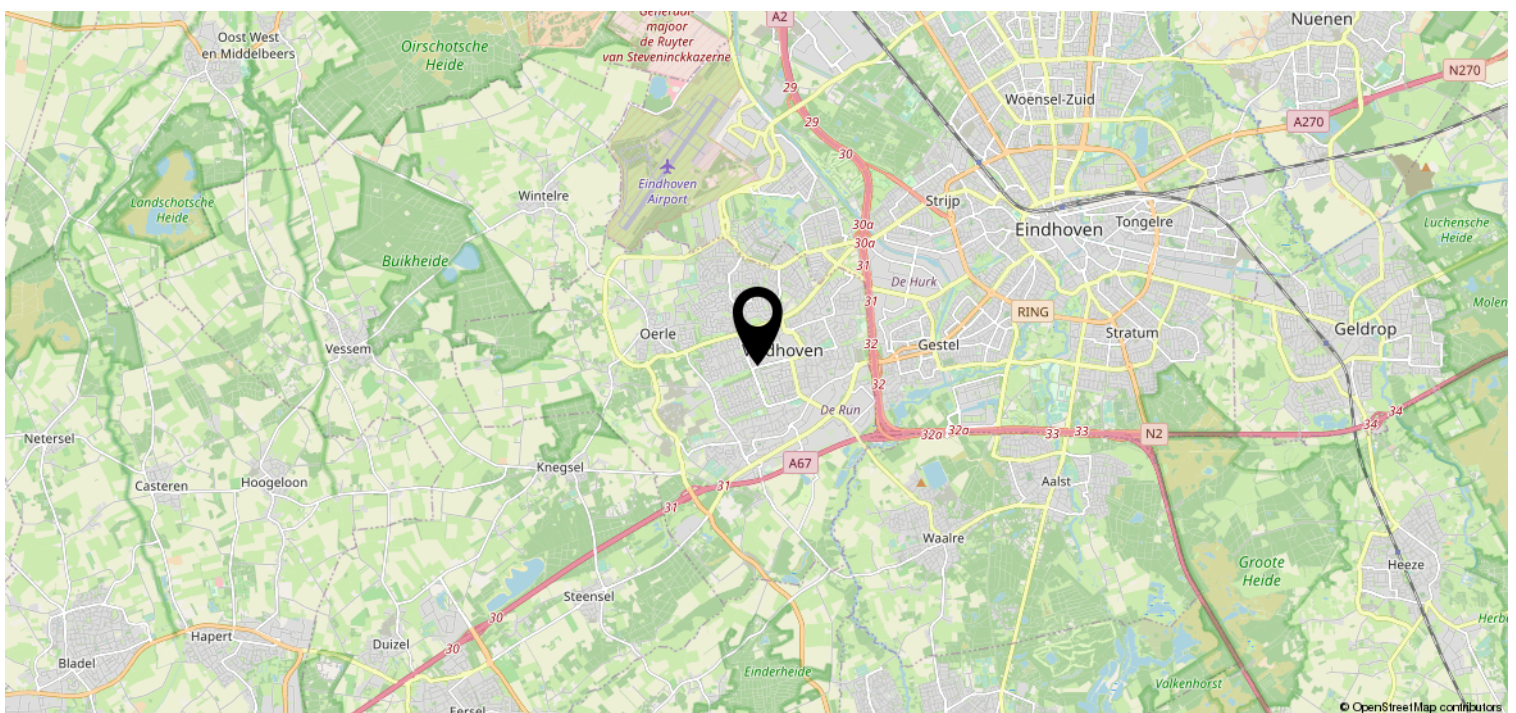 Generaal-
majoor
de Ruyter
van Steveninckkazerne
A2
Nuenen
Oost West
en Middelbeers
Oirschotsche
Heide
N270
29
Woensel-Zuid
29
A270
30
Eindhoven
Airport
Wintelre
Landschotsche
Heide
Strijp
Tongelre
Eindhoven
30a
30a
Luchensche
Heide
Buikheide
31
De Hurk
31
Molen
RING
Oerle
Stratum
Geldrop
Vessem
32
Gestel
dhoven
32
De Run
34
34
Netersel
32a
32a
33
33
N2
A67
Knegsel
Casteren
Hoogeloon
31
Aalst
31
Waalre
Groote
Heide
Heeze
Steensel
30
Herbe
Hapert
Duizel
30
Bladel
Einderheide
Valkenhorst
Eersel
© OpenStreetMap contributors